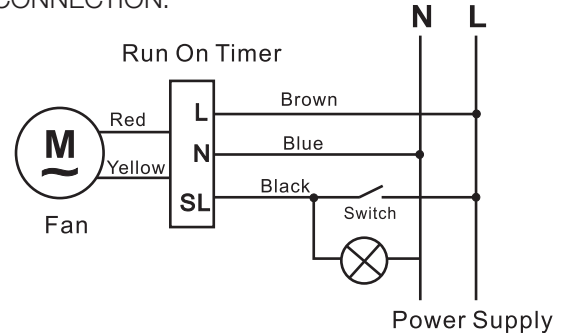 CONNECTION:
N L
Run On Timer
Red
L
Brown
M
N
Blue
Yellow
SL
Black
Switch
Fan
Power Supply